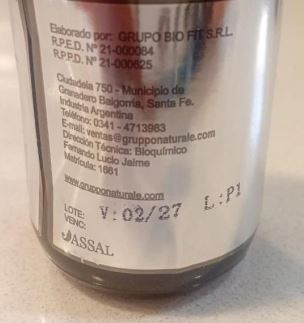 Elaborado por: GRUPO BIO FIT S.R.L.
R.P.E.D. Nº 21-000084
R.P.P.D. Nº 21-000625
Ciudadela 750 - Municipio de
Granadero Baigorria, Santa Fe.
Industria Argentina
Teléfono: 0341 - 4713983
E-mail: ventas@grupponaturale.com
Dirección Técnica: Bioquímico
Fernando Lucio Jaime
Matrícula: 1661
www.grupponaturale.com
LOTE: V:02/27 L:P1
VENC:
ASSAL